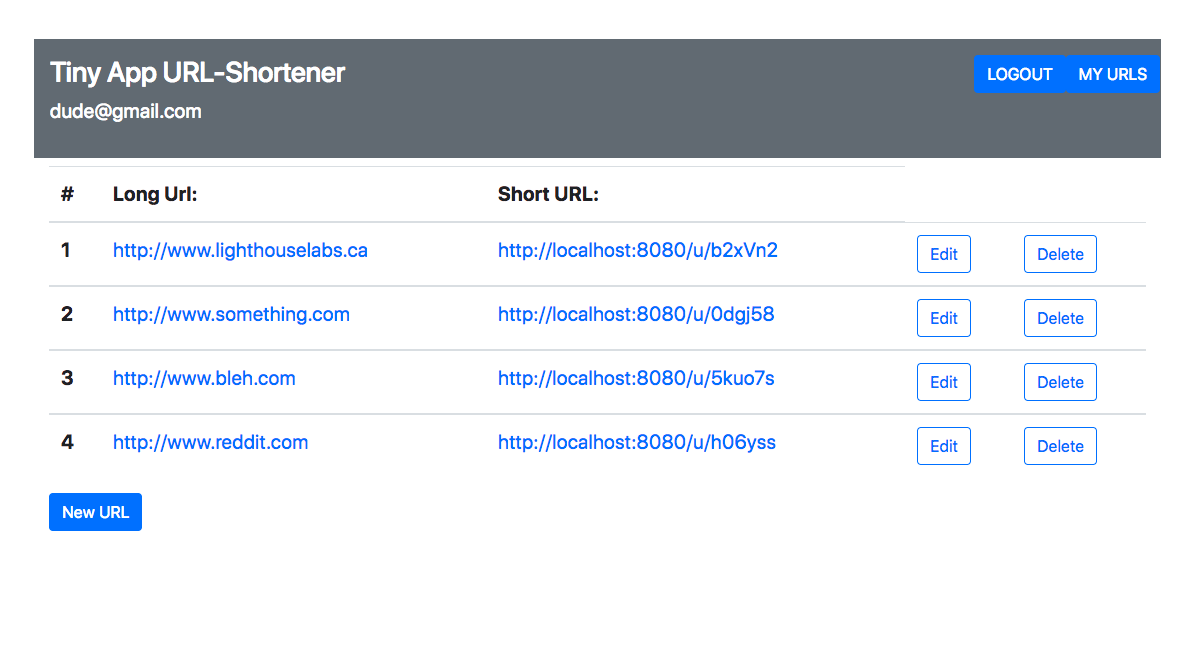 Tiny App URL-Shortener
LOGOUT MY URLS
dude@gmail.com
# Long Url: Short URL:
1 http://www.lighthouselabs.ca http://localhost:8080/u/b2xVn2 Edit Delete
2 http://www.something.com http://localhost:8080/u/0dgj58 Edit Delete
3 http://www.bleh.com http://localhost:8080/u/5kuo7s Edit Delete
4 http://www.reddit.com http://localhost:8080/u/h06yss Edit Delete
New URL